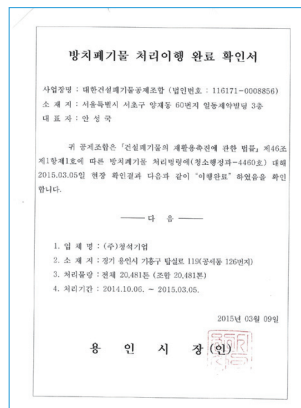 방치폐기물 처리이행 완료 확인서
사업장명 : 대한건설폐기물공제조합 (법인번호 : 116171-0008856)
소 재 지 : 서울특별시 서초구 양재동 60번지 일동제약빌딩 3층
대 표 자 : 안 성 국
귀 공제조합은 「건설폐기물의 재활용촉진에 관한 법률」 제46조
제1항제1호에 따른 방치폐기물 처리명령에(청소행정과-4460호) 대해
2015.03.05일 현장 확인결과 다음과 같이 "이행완료" 하였음을 확인
합니다.
다 음
1. 업 체 명 : (주)청석기업
2. 소 재 지 : 경기 용인시 기흥구 탑실로 119(공세동 126번지)
3. 처리물량 : 전체 20,481톤 (조합 20,481톤)
4. 처리기간 : 2014.10.06. ~ 2015.03.05.
2015년 03월 09일
용 인 시 장 (인)